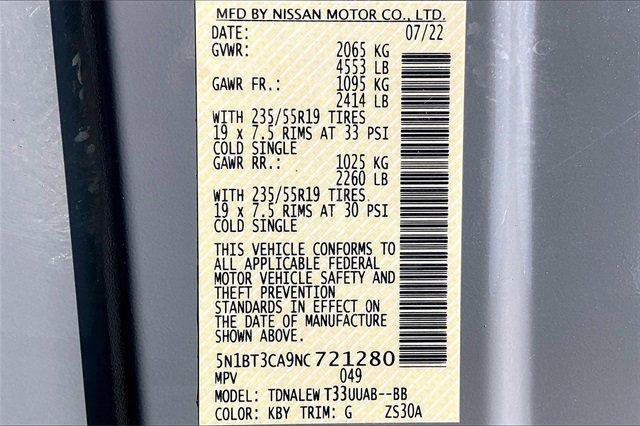 MFD BY NISSAN MOTOR CO., LTD.
DATE: 07/22
GVWR: 2065 KG
4553 LB
GAWR FR.: 1095 KG
2414 LB
WITH 235/55R19 TIRES
19 x 7.5 RIMS AT 33 PSI
COLD SINGLE
GAWR RR.: 1025 KG
2260 LB
WITH 235/55R19 TIRES
19 x 7.5 RIMS AT 30 PSI
COLD SINGLE
THIS VEHICLE CONFORMS TO
ALL APPLICABLE FEDERAL
MOTOR VEHICLE SAFETY AND
THEFT PREVENTION
STANDARDS IN EFFECT ON
THE DATE OF MANUFACTURE
SHOWN ABOVE.
5N1BT3CA9NC721280
MPV 049
MODEL: TDNALEW T33UUAB--BB
COLOR: KBY TRIM: G ZS30A